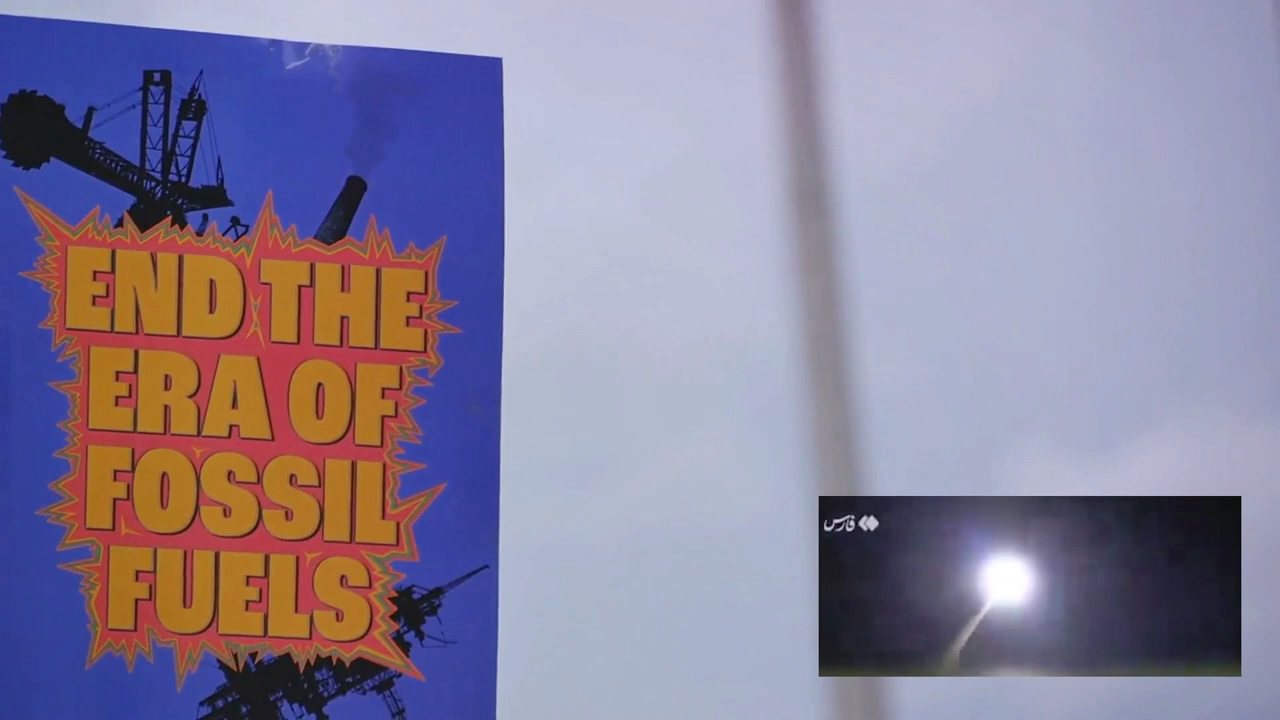 END THE
ERA OF
FOSSIL
FUELS
فارس